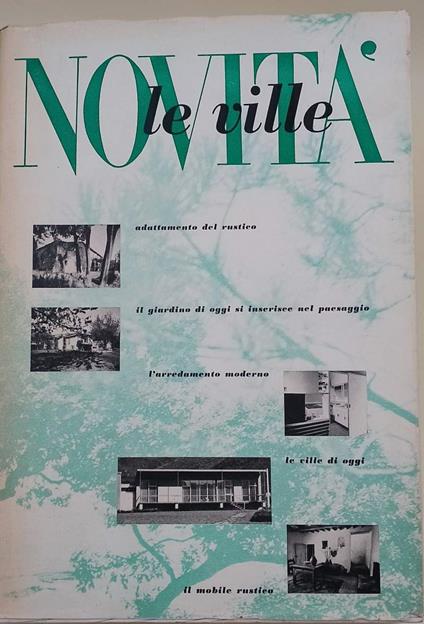 NOVITÀ
le ville
adattamento del rustico
il giardino di oggi si inserisce nel paesaggio
l'arredamento moderno
le ville di oggi
il mobile rustico